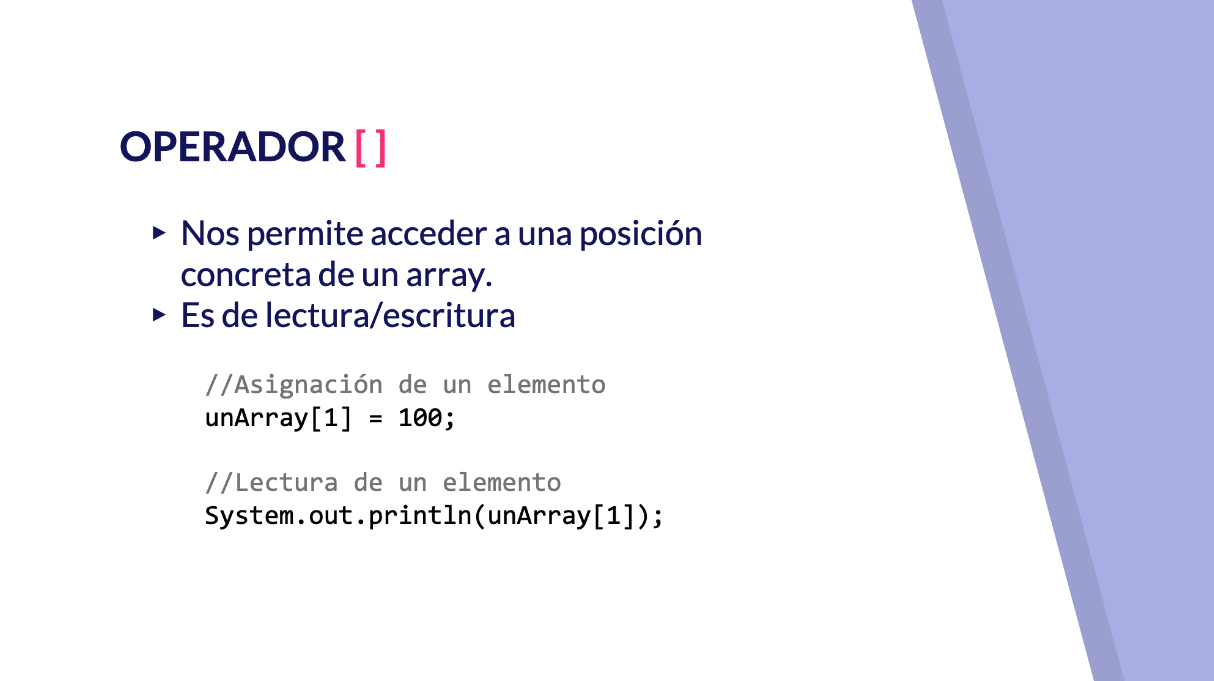 OPERADOR [ ]
▸ Nos permite acceder a una posición
concreta de un array.
▸ Es de lectura/escritura
//Asignación de un elemento
unArray[1] = 100;
//Lectura de un elemento
System.out.println(unArray[1]);